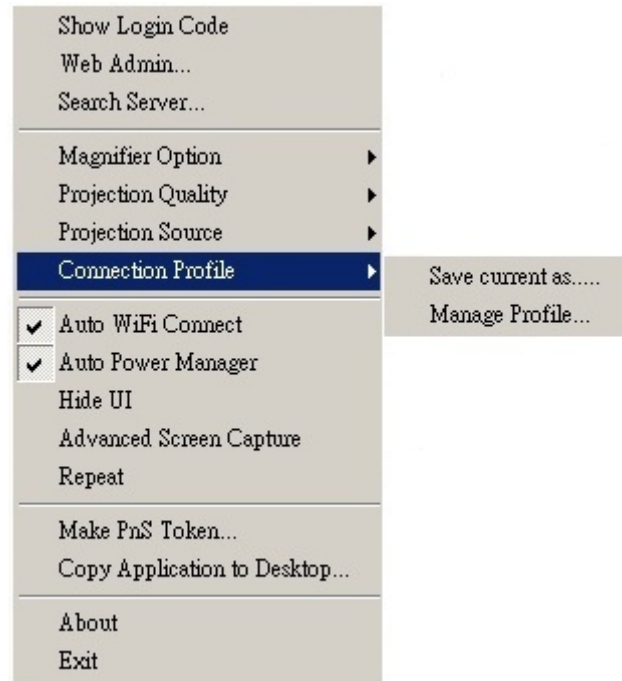 Show Login Code
Web Admin...
Search Server...
Magnifier Option
Projection Quality
Projection Source
Connection Profile
Save current as.....
Manage Profile...
Auto WiFi Connect
Auto Power Manager
Hide UI
Advanced Screen Capture
Repeat
Make PnS Token...
Copy Application to Desktop...
About
Exit